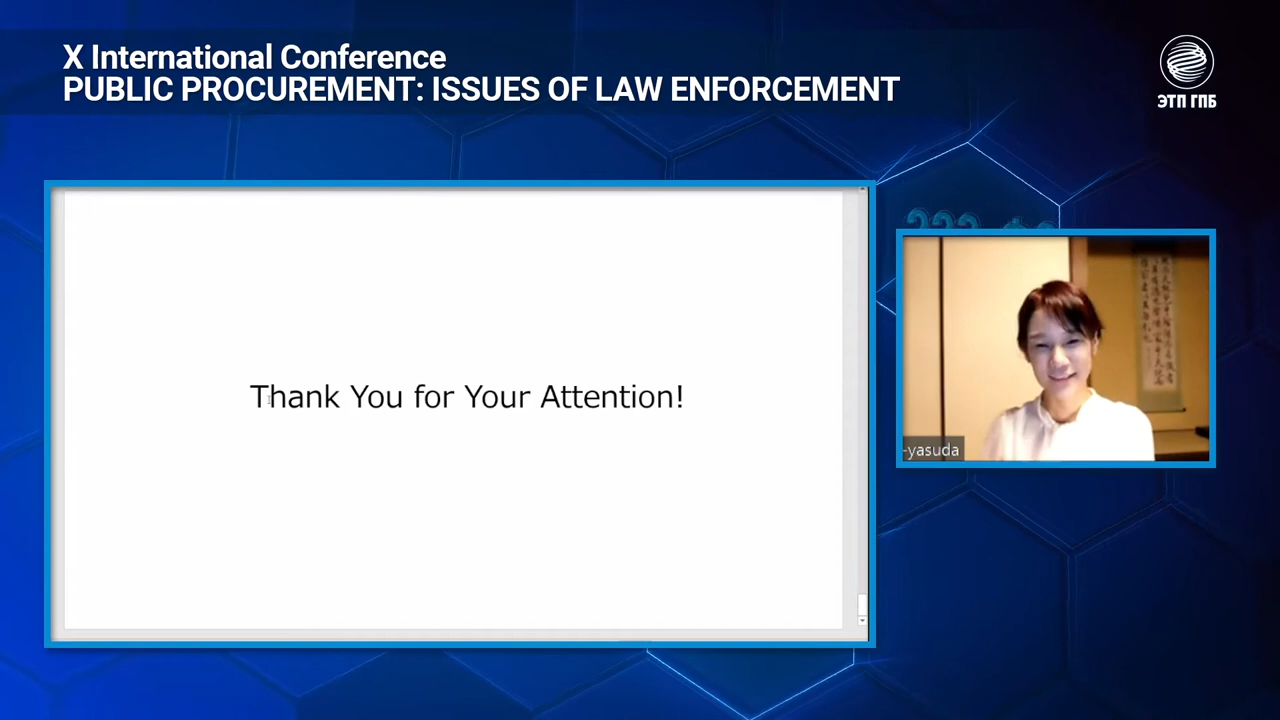 X International Conference
PUBLIC PROCUREMENT: ISSUES OF LAW ENFORCEMENT
ЭТП ГПБ
Thank You for Your Attention!
-yasuda